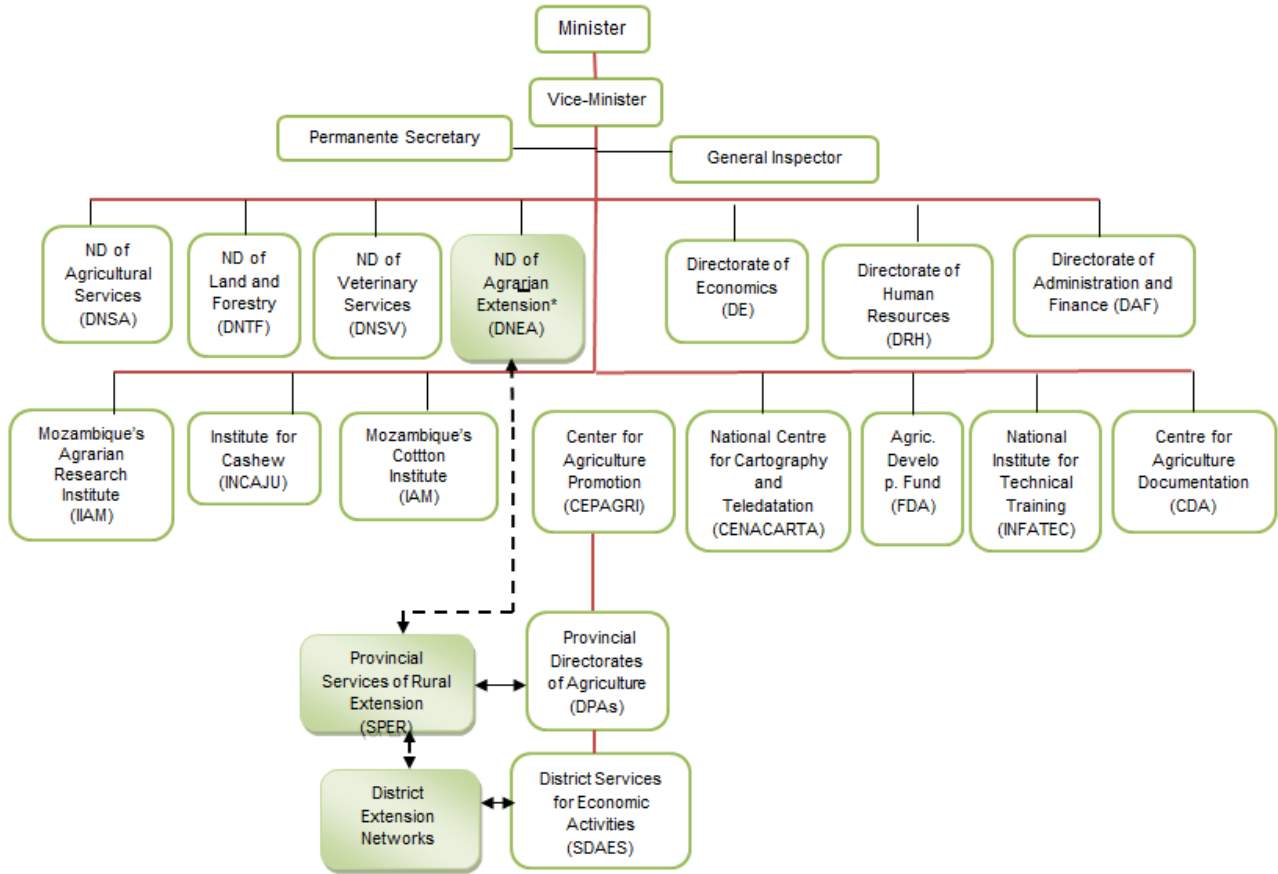 Minister
Vice-Minister
Permanente Secretary
General Inspector
ND of
Agricultural
Services
(DNSA)
ND of
Land and
Forestry
(DNTF)
ND of
Veterinary
Services
(DNSV)
ND of
Agrarian
Extension*
(DNEA)
Directorate of
Economics
(DE)
Directorate of
Human
Resources
(DRH)
Directorate of
Administration and
Finance (DAF)
Mozambique's
Agrarian
Research
Institute
(IIAM)
Institute for
Cashew
(INCAJU)
Mozambique's
Cottton
Institute
(IAM)
Center for
Agriculture
Promotion
(CEPAGRI)
National Centre
for Cartography
and
Teledatation
(CENACARTA)
Agric.
Develo
p. Fund
(FDA)
National
Institute for
Technical
Training
(INFATEC)
Centre for
Agriculture
Documentation
(CDA)
Provincial
Services of Rural
Extension
(SPER)
Provincial
Directorates
of Agriculture
(DPAs)
District
Extension
Networks
District Services
for Economic
Activities
(SDAES)